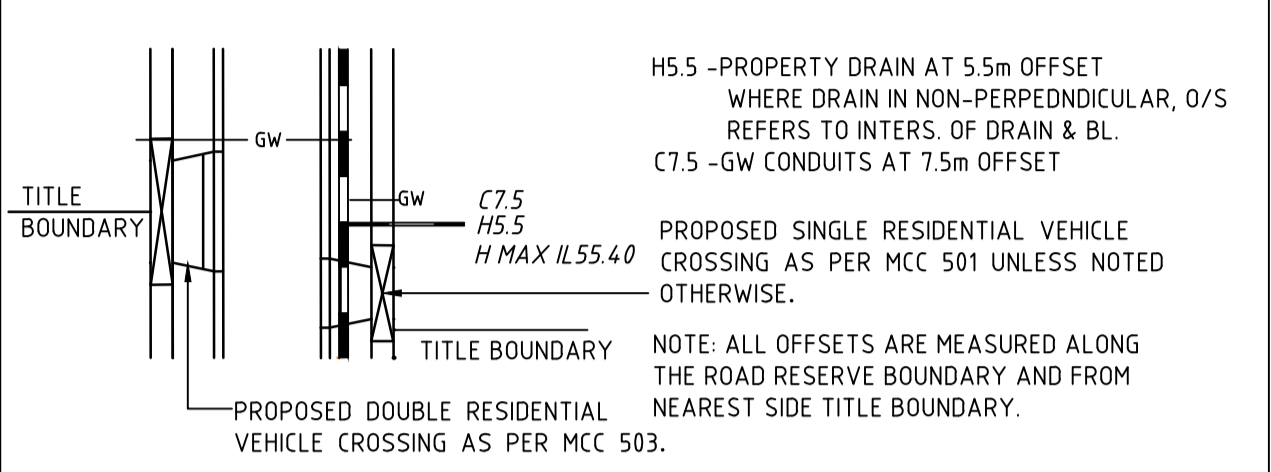 H5.5 -PROPERTY DRAIN AT 5.5m OFFSET
WHERE DRAIN IN NON-PERPEDNDICULAR, O/S
REFERS TO INTERS. OF DRAIN & BL.
C7.5 -GW CONDUITS AT 7.5m OFFSET
GW
TITLE
BOUNDARY
GW
C7.5
H5.5
H MAX IL55.40
PROPOSED SINGLE RESIDENTIAL VEHICLE
CROSSING AS PER MCC 501 UNLESS NOTED
OTHERWISE.
TITLE BOUNDARY
NOTE: ALL OFFSETS ARE MEASURED ALONG
THE ROAD RESERVE BOUNDARY AND FROM
NEAREST SIDE TITLE BOUNDARY.
PROPOSED DOUBLE RESIDENTIAL
VEHICLE CROSSING AS PER MCC 503.